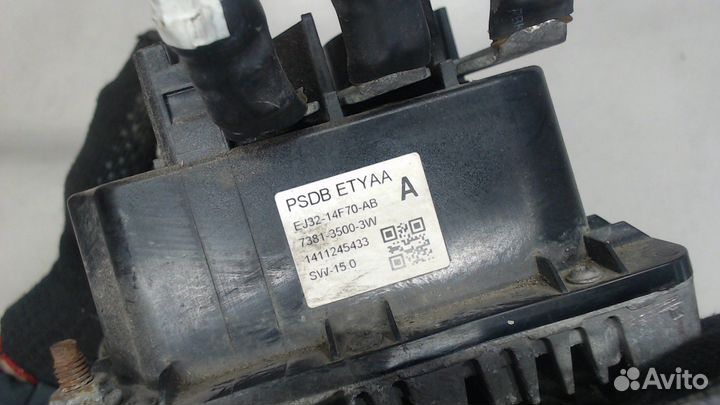 PSDB ETYAA
A
EJ32-14F70-AB
7381-3500-3W
1411245433
SW-15.0
Avito